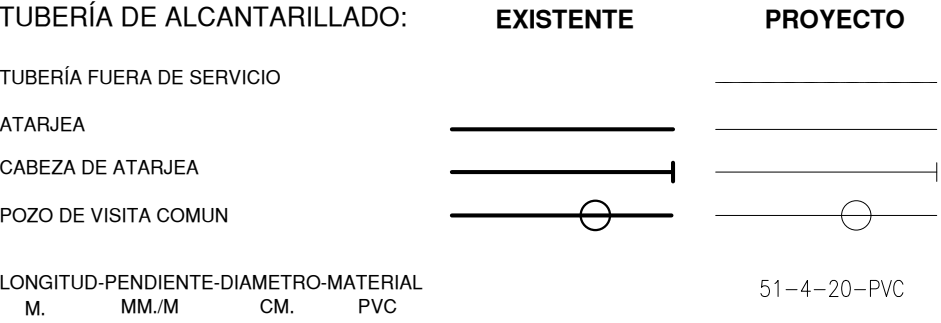 TUBERÍA DE ALCANTARILLADO: EXISTENTE PROYECTO
TUBERÍA FUERA DE SERVICIO
ATARJEA
CABEZA DE ATARJEA
POZO DE VISITA COMUN
LONGITUD-PENDIENTE-DIAMETRO-MATERIAL 51-4-20-PVC
M. MM./M CM. PVC